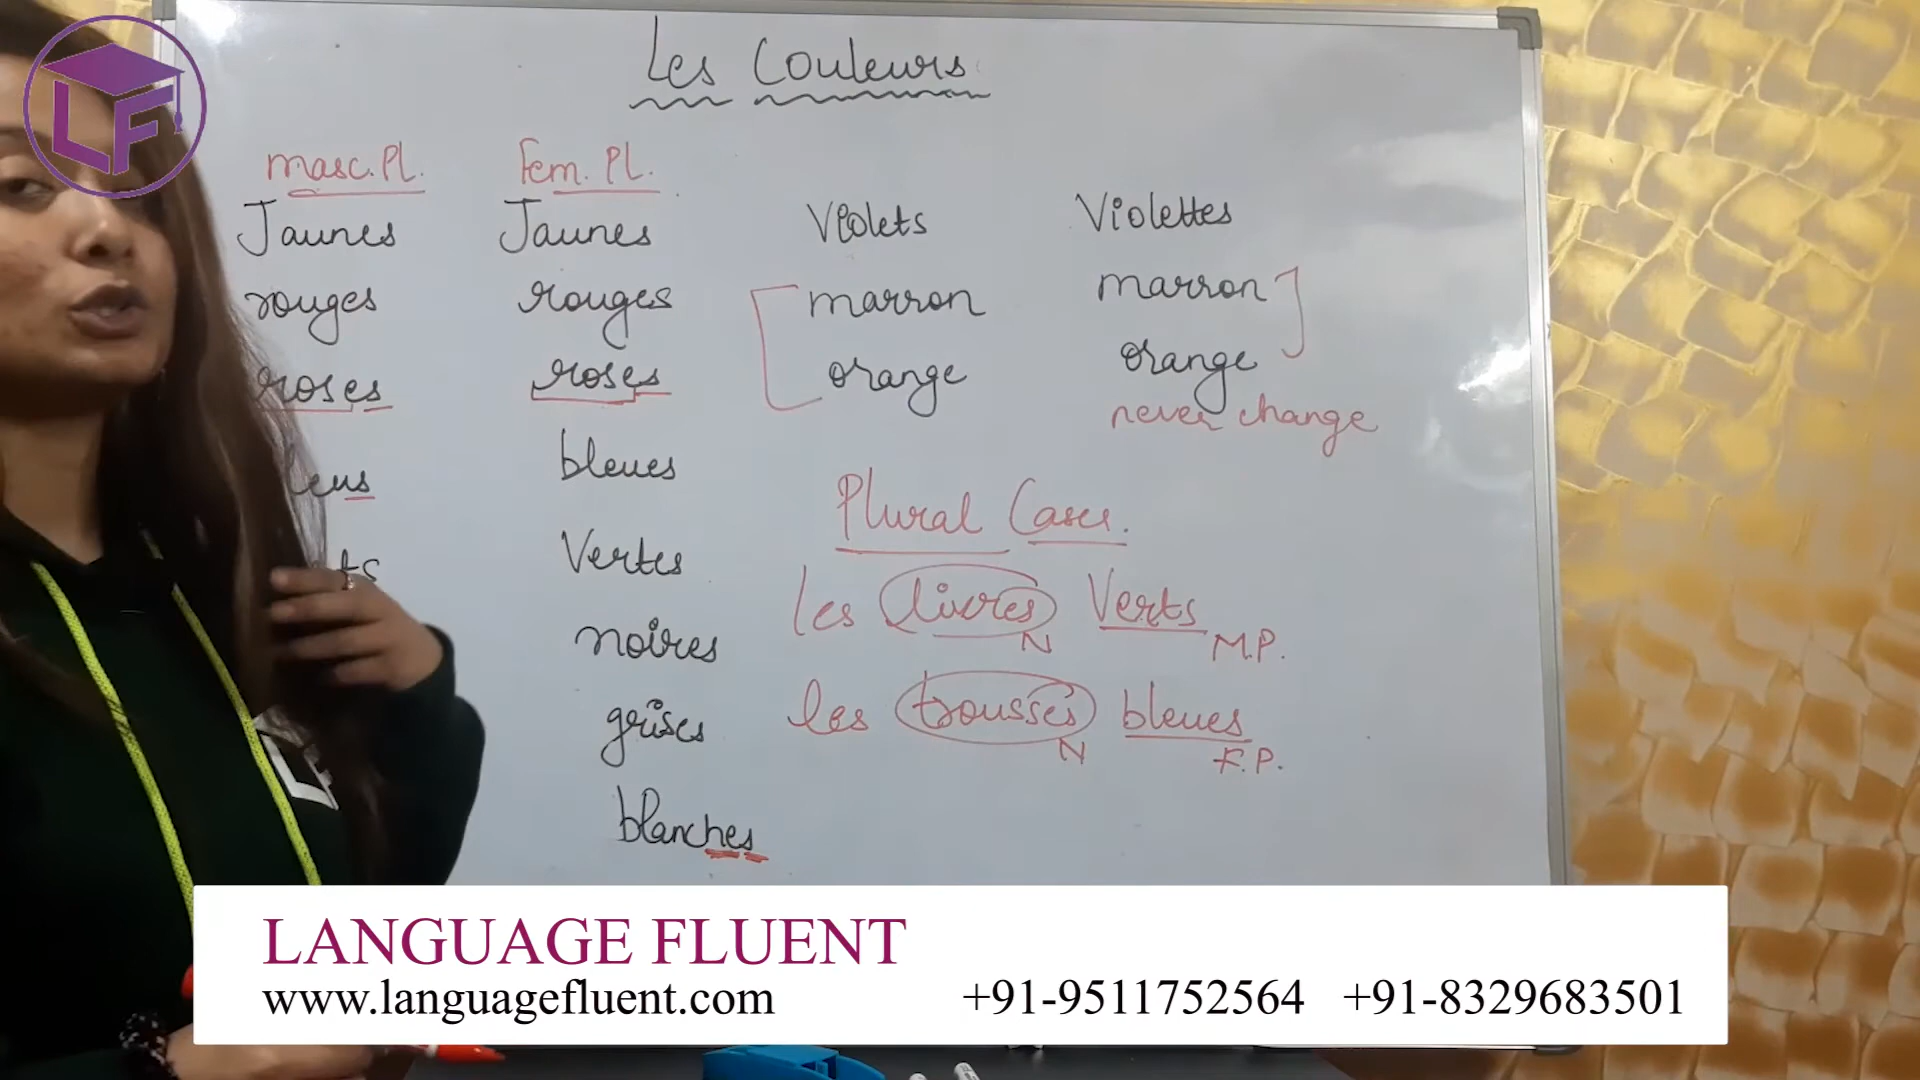 LF
Les Couleurs
masc. Pl. Fem. Pl.
Jaunes Jaunes Violets Violettes
rouges rouges marron marron
roses roses orange orange
never change
bleues
Plural Cases.
Vertes
les livres Verts
N M.P.
noires
les trousses bleues
N F.P.
grises
blanches
LANGUAGE FLUENT
www.languagefluent.com +91-9511752564 +91-8329683501